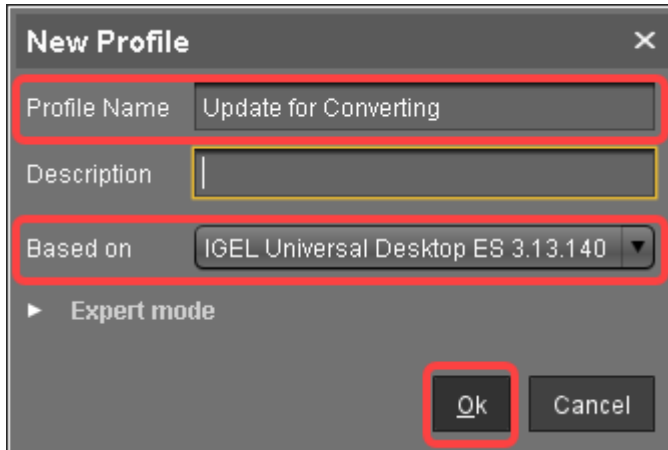 New Profile
Profile Name Update for Converting
Description
Based on IGEL Universal Desktop ES 3.13.140
Expert mode
Ok Cancel